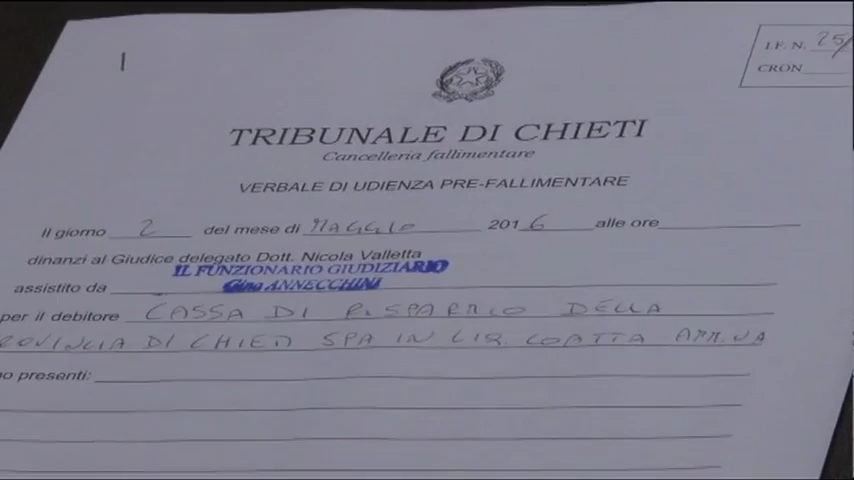 I.F. N. 25/
CRON
TRIBUNALE DI CHIETI
Cancelleria fallimentare
VERBALE DI UDIENZA PRE-FALLIMENTARE
Il giorno 2 del mese di MAGGIO 2016 alle ore
dinanzi al Giudice delegato Dott. Nicola Valletta
IL FUNZIONARIO GIUDIZIARIO
assistito da Gina ANNECCHINI
per il debitore CASSA DI RISPARMIO DELLA
ROVINCIA DI CHIETI SPA IN LIQ. COATTA AMM.VA
no presenti: